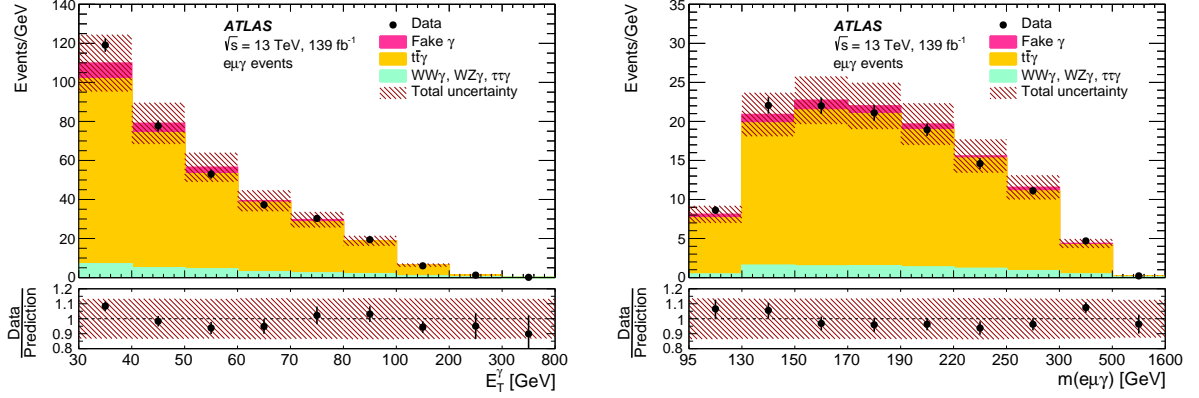 Events/GeV
140
120
100
80
60
40
20
0
ATLAS
√s = 13 TeV, 139 fb⁻¹
eμγ events
Data
Fake γ
tt̄γ
WWγ, WZγ, ττγ
Total uncertainty
Data
Prediction
1.2
1.1
1
0.9
0.8
30 40 50 60 70 80 100 200 300 800
E_T^γ [GeV]
Events/GeV
40
35
30
25
20
15
10
5
0
ATLAS
√s = 13 TeV, 139 fb⁻¹
eμγ events
Data
Fake γ
tt̄γ
WWγ, WZγ, ττγ
Total uncertainty
Data
Prediction
1.2
1.1
1
0.9
0.8
95 130 150 170 190 220 250 300 500 1600
m(eμγ) [GeV]